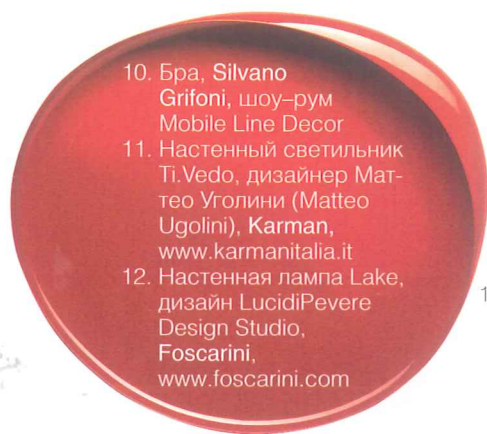 10. Бра, Silvano
Grifoni, шоу–рум
Mobile Line Decor
11. Настенный светильник
Ti.Vedo, дизайнер Мат-
тео Уголини (Matteo
Ugolini), Karman,
www.karmanitalia.it
12. Настенная лампа Lake,
дизайн LucidiPevere
Design Studio,
Foscarini,
www.foscarini.com
1